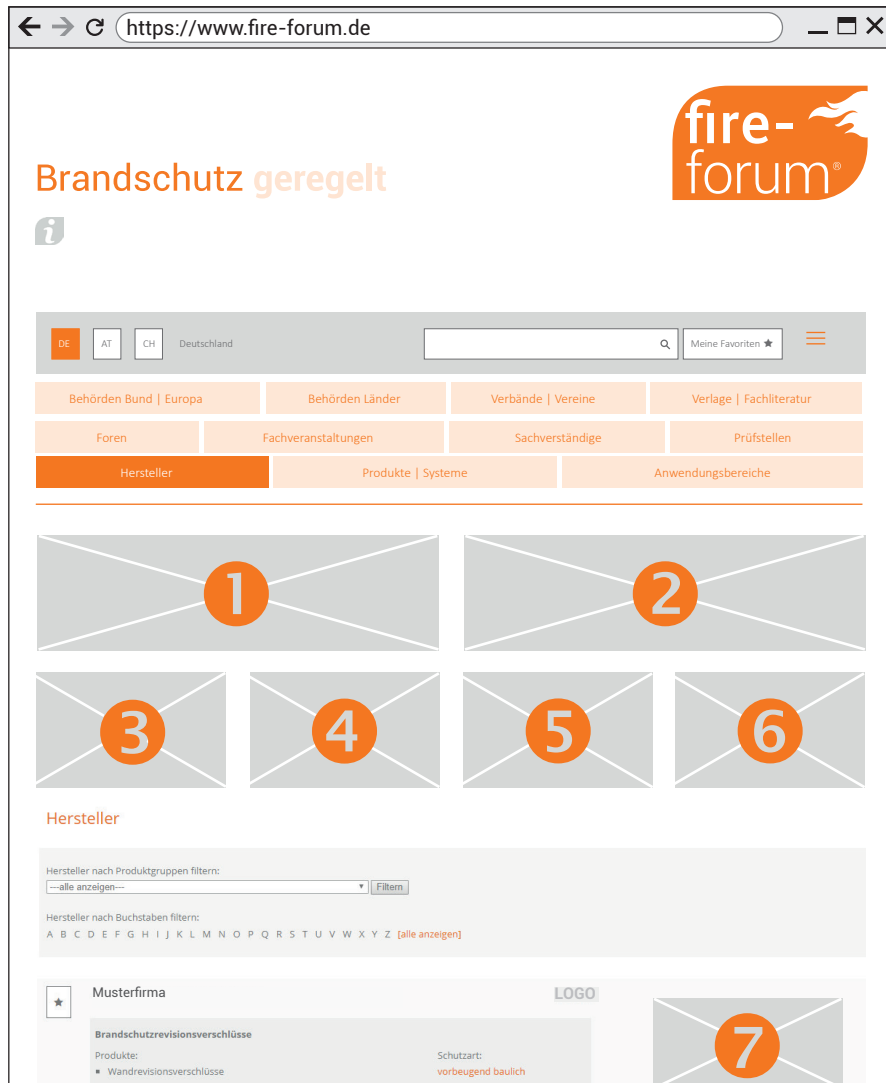 https://www.fire-forum.de
fire-
forum®
Brandschutz geregelt
i
DE AT CH Deutschland Meine Favoriten ★
Behörden Bund | Europa Behörden Länder Verbände | Vereine Verlage | Fachliteratur
Foren Fachveranstaltungen Sachverständige Prüfstellen
Hersteller Produkte | Systeme Anwendungsbereiche
1 2
3 4 5 6
Hersteller
Hersteller nach Produktgruppen filtern:
---alle anzeigen--- Filtern
Hersteller nach Buchstaben filtern:
A B C D E F G H I J K L M N O P Q R S T U V W X Y Z [alle anzeigen]
★ Musterfirma LOGO
7
Brandschutzrevisionsverschlüsse
Produkte: Schutzart:
▪ Wandrevisionsverschlüsse vorbeugend baulich